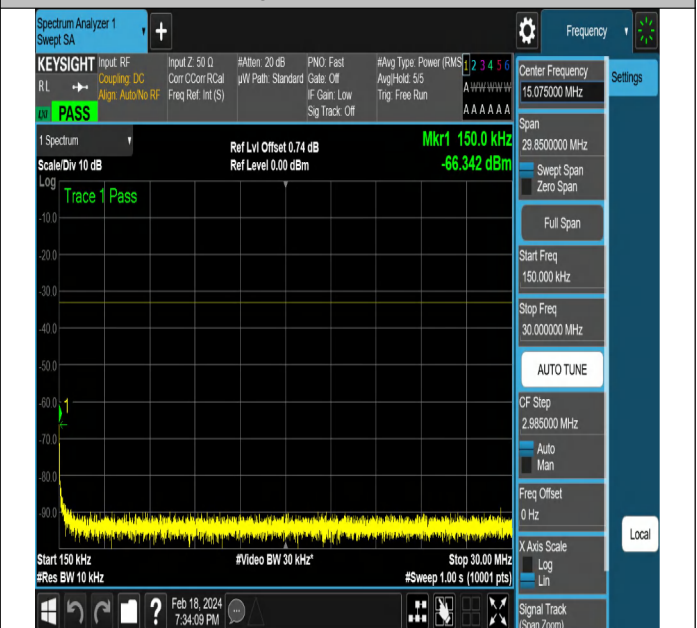 Spectrum Analyzer 1
Swept SA
+
Frequency
KEYSIGHT
RL
PASS
Input: RF
Coupling: DC
Align: Auto/No RF
Input Z: 50 Ω
Corr CCorr RCal
Freq Ref: Int (S)
#Atten: 20 dB
µW Path: Standard
PNO: Fast
Gate: Off
IF Gain: Low
Sig Track: Off
#Avg Type: Power (RMS
Avg|Hold: 5/5
Trig: Free Run
1 2 3 4 5 6
A W W W W W
A A A A A A
1 Spectrum
Scale/Div 10 dB
Ref Lvl Offset 0.74 dB
Ref Level 0.00 dBm
Mkr1 150.0 kHz
-66.342 dBm
Log
Trace 1 Pass
-10.0
-20.0
-30.0
-40.0
-50.0
-60.0
1
-70.0
-80.0
-90.0
Start 150 kHz
#Video BW 30 kHz*
Stop 30.00 MHz
#Res BW 10 kHz
#Sweep 1.00 s (10001 pts)
?
Feb 18, 2024
7:34:09 PM
Center Frequency
15.075000 MHz
Settings
Span
29.8500000 MHz
Swept Span
Zero Span
Full Span
Start Freq
150.000 kHz
Stop Freq
30.000000 MHz
AUTO TUNE
CF Step
2.985000 MHz
Auto
Man
Freq Offset
0 Hz
Local
X Axis Scale
Log
Lin
Signal Track
(Span Zoom)